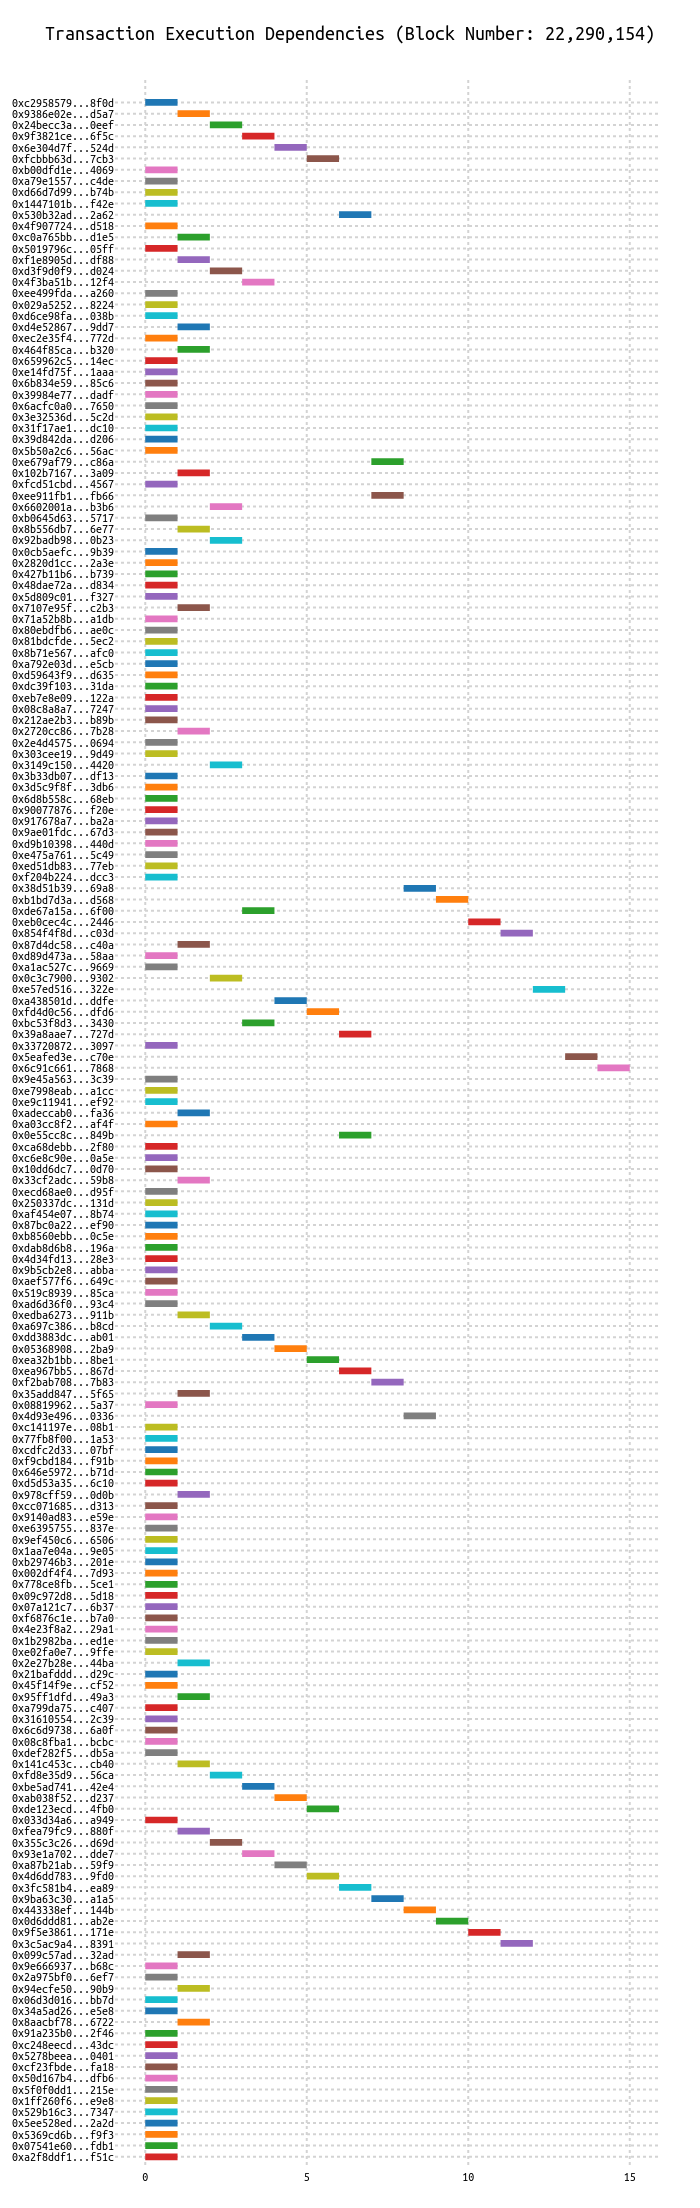 Transaction Execution Dependencies (Block Number: 22,290,154)
0xc2958579...8f0d
0x9386e02e...d5a7
0x24becc3a...0eef
0x9f3821ce...6f5c
0x6e304d7f...524d
0xfcbbb63d...7cb3
0xb00dfd1e...4069
0xa79e1557...c4de
0xd66d7d99...b74b
0x1447101b...f42e
0x530b32ad...2a62
0x4f907724...d518
0xc0a765bb...d1e5
0x5019796c...05ff
0xf1e8905d...df88
0xd3f9d0f9...d024
0x4f3ba51b...12f4
0xee499fda...a260
0x029a5252...8224
0xd6ce98fa...038b
0xd4e52867...9dd7
0xec2e35f4...772d
0x464f85ca...b320
0x659962c5...14ec
0xe14fd75f...1aaa
0x6b834e59...85c6
0x39984e77...dadf
0x6acfc0a0...7650
0x3e32536d...5c2d
0x31f17ae1...dc10
0x39d842da...d206
0x5b50a2c6...56ac
0xe679af79...c86a
0x102b7167...3a09
0xfcd51cbd...4567
0xee911fb1...fb66
0x6602001a...b3b6
0xb0645d63...5717
0x8b556db7...6e77
0x92badb98...0b23
0x0cb5aefc...9b39
0x2820d1cc...2a3e
0x427b11b6...b739
0x48dae72a...d834
0x5d809c01...f327
0x7107e95f...c2b3
0x71a52b8b...a1db
0x80ebdfb6...ae0c
0x81bdcfde...5ec2
0x8b71e567...afc0
0xa792e03d...e5cb
0xd59643f9...d635
0xdc39f103...31da
0xeb7e8e09...122a
0x08c8a8a7...7247
0x212ae2b3...b89b
0x2720cc86...7b28
0x2e4d4575...0694
0x303cee19...9d49
0x3149c150...4420
0x3b33db07...df13
0x3d5c9f8f...3db6
0x6d8b558c...68eb
0x90077876...f20e
0x917678a7...ba2a
0x9ae01fdc...67d3
0xd9b10398...440d
0xe475a761...5c49
0xed51db83...77eb
0xf204b224...dcc3
0x38d51b39...69a8
0xb1bd7d3a...d568
0xde67a15a...6f00
0xeb0cec4c...2446
0x854f4f8d...c03d
0x87d4dc58...c40a
0xd89d473a...58aa
0xa1ac527c...9669
0x0c3c7900...9302
0xe57ed516...322e
0xa438501d...ddfe
0xfd4d0c56...dfd6
0xbc53f8d3...3430
0x39a8aae7...727d
0x33720872...3097
0x5eafed3e...c70e
0x6c91c661...7868
0x9e45a563...3c39
0xe7998eab...a1cc
0xe9c11941...ef92
0xadeccab0...fa36
0xa03cc8f2...af4f
0x0e55cc8c...849b
0xca68debb...2f80
0xc6e8c90e...0a5e
0x10dd6dc7...0d70
0x33cf2adc...59b8
0xecd68ae0...d95f
0x250337dc...131d
0xaf454e07...8b74
0x87bc0a22...ef90
0xb8560ebb...0c5e
0xdab8d6b8...196a
0x4d34fd13...28e3
0x9b5cb2e8...abba
0xaef577f6...649c
0x519c8939...85ca
0xad6d36f0...93c4
0xedba6273...911b
0xa697c386...b8cd
0xdd3883dc...ab01
0x05368908...2ba9
0xea32b1bb...8be1
0xea967bb5...867d
0xf2bab708...7b83
0x35add847...5f65
0x08819962...5a37
0x4d93e496...0336
0xc141197e...08b1
0x77fb8f00...1a53
0xcdfc2d33...07bf
0xf9cbd184...f91b
0x646e5972...b71d
0xd5d53a35...6c10
0x978cff59...0d0b
0xcc071685...d313
0x9140ad83...e59e
0xe6395755...837e
0x9ef450c6...6506
0x1aa7e04a...9e05
0xb29746b3...201e
0x002df4f4...7d93
0x778ce8fb...5ce1
0x09c972d8...5d18
0x07a121c7...6b37
0xf6876c1e...b7a0
0x4e23f8a2...29a1
0x1b2982ba...ed1e
0xe02fa0e7...9ffe
0x2e27b28e...44ba
0x21bafddd...d29c
0x45f14f9e...cf52
0x95ff1dfd...49a3
0xa799da75...c407
0x31610554...2c39
0x6c6d9738...6a0f
0x08c8fba1...bcbc
0xdef282f5...db5a
0x141c453c...cb40
0xfd8e35d9...56ca
0xbe5ad741...42e4
0xab038f52...d237
0xde123ecd...4fb0
0x033d34a6...a949
0xfea79fc9...880f
0x355c3c26...d69d
0x93e1a702...dde7
0xa87b21ab...59f9
0x4d6dd783...9fd0
0x3fc581b4...ea89
0x9ba63c30...a1a5
0x443338ef...144b
0x0d6ddd81...ab2e
0x9f5e3861...171e
0x3c5ac9a4...8391
0x099c57ad...32ad
0x9e666937...b68c
0x2a975bf0...6ef7
0x94ecfe50...90b9
0x06d3d016...bb7d
0x34a5ad26...e5e8
0x8aacbf78...6722
0x91a235b0...2f46
0xc248eecd...43dc
0x5278beea...0401
0xcf23fbde...fa18
0x50d167b4...dfb6
0x5f0f0dd1...215e
0x1ff260f6...e9e8
0x529b16c3...7347
0x5ee528ed...2a2d
0x5369cd6b...f9f3
0x07541e60...fdb1
0xa2f8ddf1...f51c
0 5 10 15